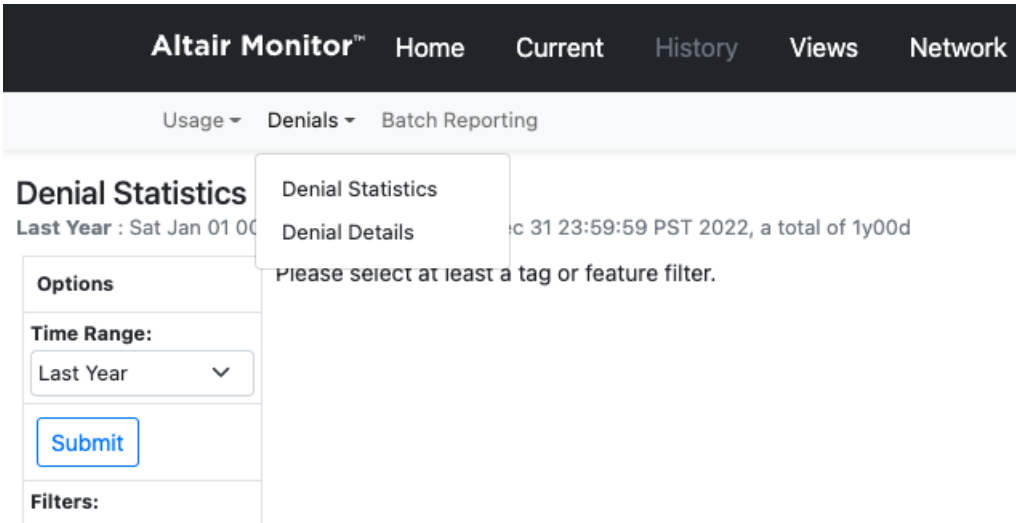 Altair Monitor™ Home Current History Views Network
Usage Denials Batch Reporting
Denial Statistics
Denial Details
Denial Statistics
Last Year : Sat Jan 01 31 23:59:59 PST 2022, a total of 1y00d
Please select at least a tag or feature filter.
Options
Time Range:
Last Year
Submit
Filters: